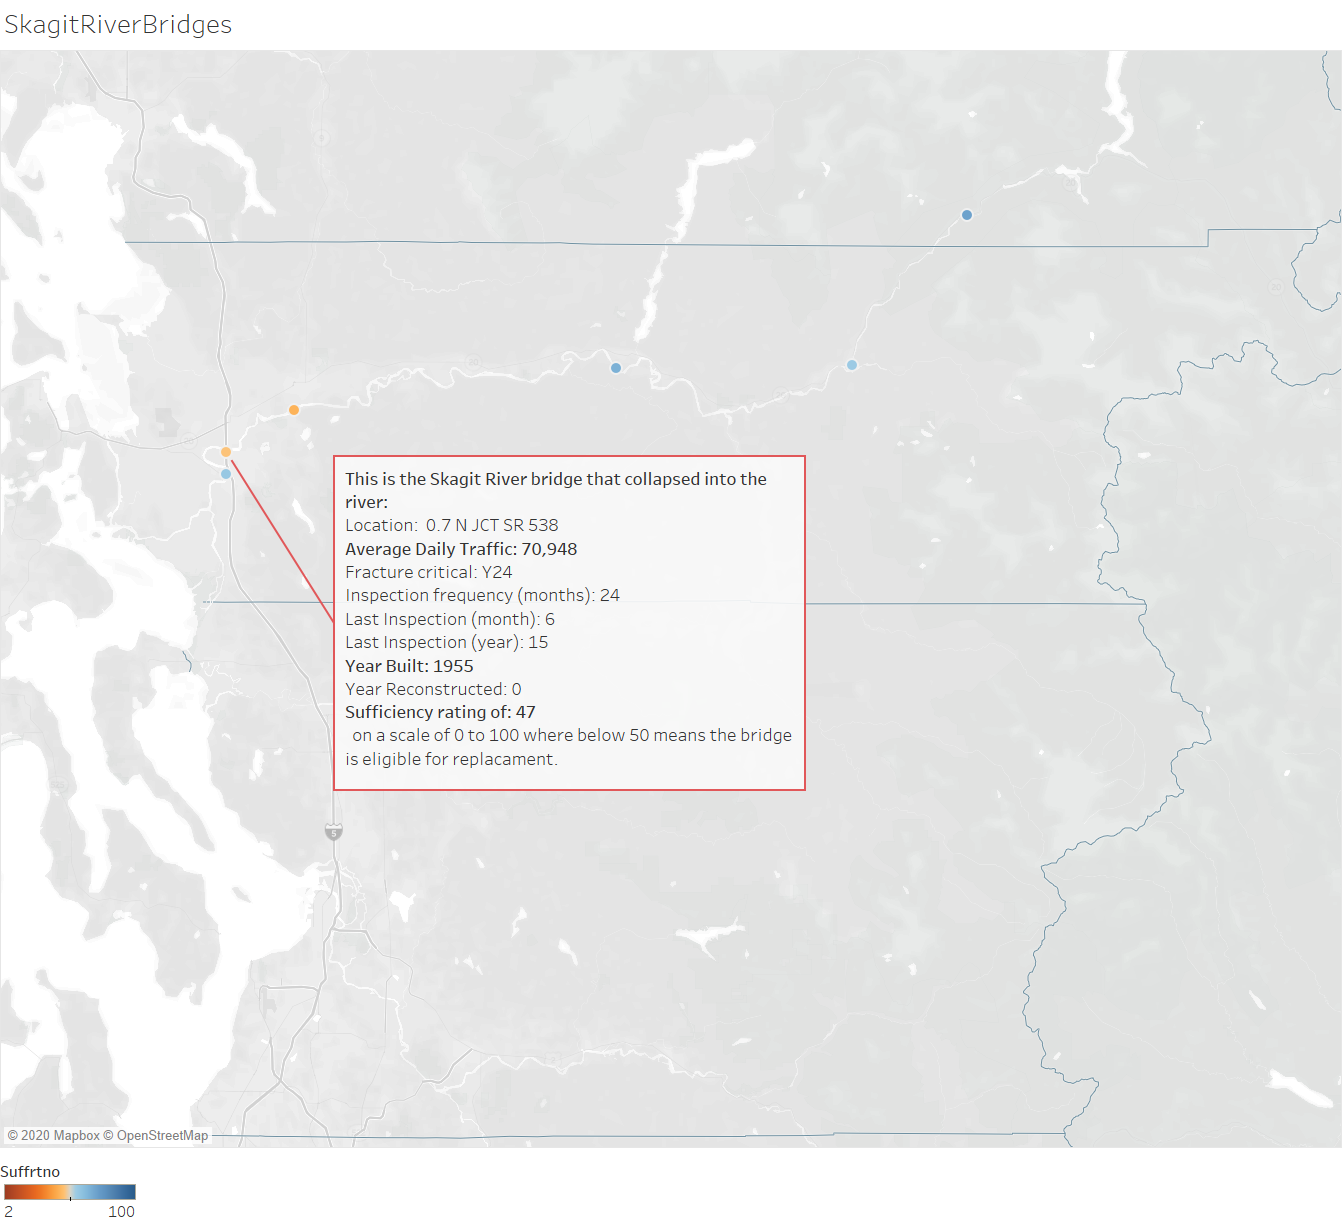 SkagitRiverBridges
This is the Skagit River bridge that collapsed into the
river:
Location:  0.7 N JCT SR 538
Average Daily Traffic: 70,948
Fracture critical: Y24
Inspection frequency (months): 24
Last Inspection (month): 6
Last Inspection (year): 15
Year Built: 1955
Year Reconstructed: 0
Sufficiency rating of: 47
on a scale of 0 to 100 where below 50 means the bridge
is eligible for replacament.
5
© 2020 Mapbox © OpenStreetMap
Suffrtno
2 100